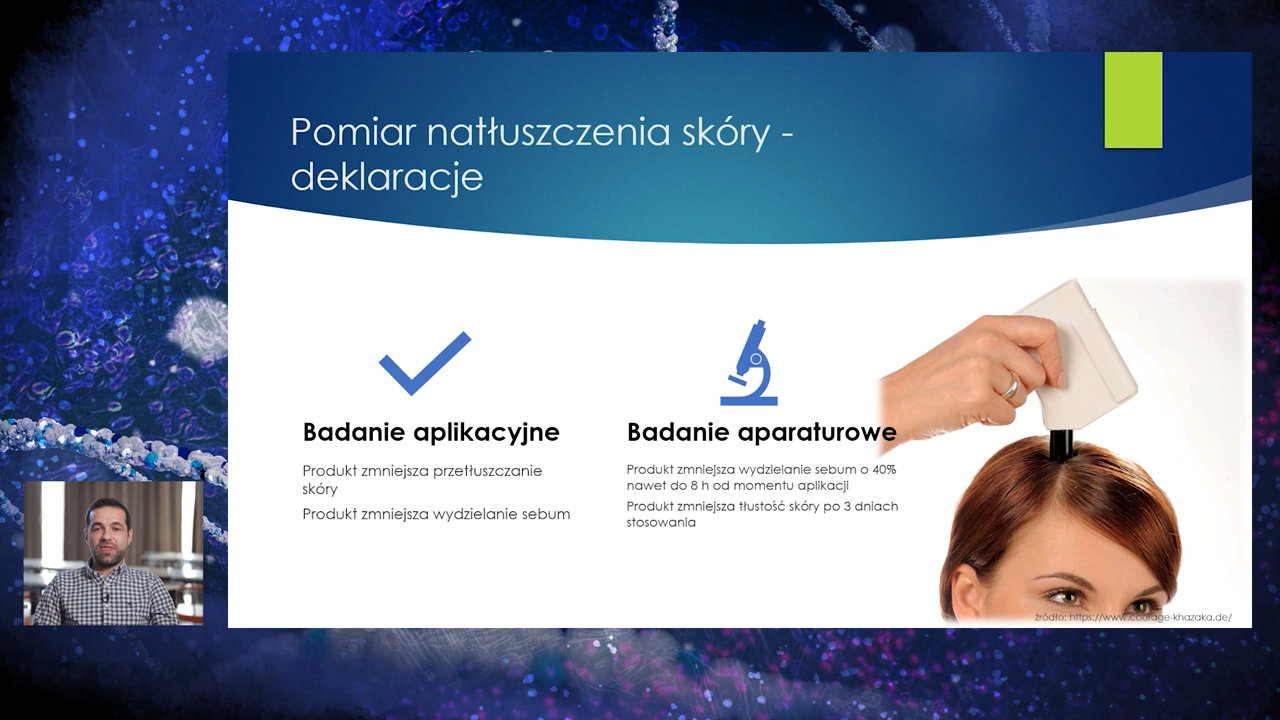 Pomiar natłuszczenia skóry -
deklaracje
Badanie aplikacyjne
Produkt zmniejsza przetłuszczanie
skóry
Produkt zmniejsza wydzielanie sebum
Badanie aparaturowe
Produkt zmniejsza wydzielanie sebum o 40%
nawet do 8 h od momentu aplikacji
Produkt zmniejsza tłustość skóry po 3 dniach
stosowania
źródło: https://www.courage-khazaka.de/